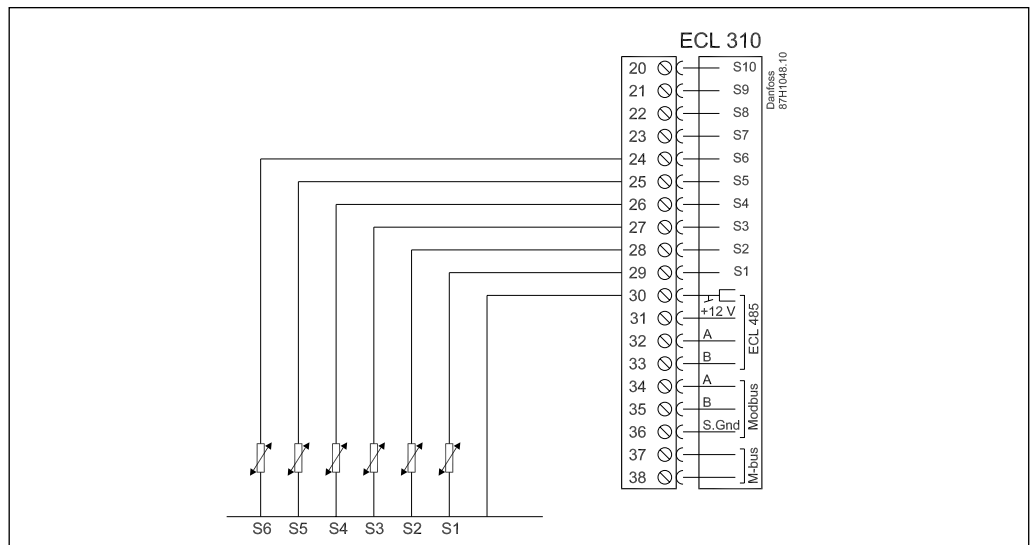 ECL 310
20 S10
21 S9
22 S8
23 S7
24 S6
25 S5
26 S4
27 S3
28 S2
29 S1
30
31 +12 V
32 A
33 B
34 A
35 B
36 S.Gnd
37
38
ECL 485
Modbus
M-bus
Danfoss
87H1048.10
S6 S5 S4 S3 S2 S1